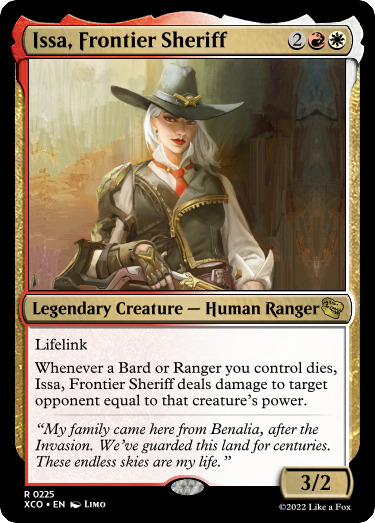 Issa, Frontier Sheriff 2
Legendary Creature — Human Ranger
Lifelink
Whenever a Bard or Ranger you control dies,
Issa, Frontier Sheriff deals damage to target
opponent equal to that creature's power.
“My family came here from Benalia, after the
Invasion. We've guarded this land for centuries.
These endless skies are my life.”
3/2
R 0225
XCO • EN Limo
©2022 Like a Fox